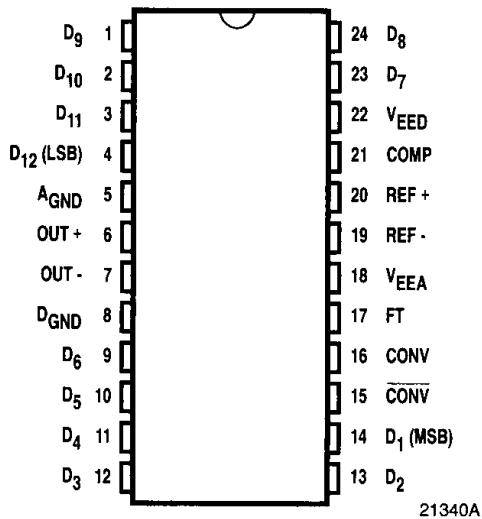 D9 1 24 D8
D10 2 23 D7
D11 3 22 VEED
D12 (LSB) 4 21 COMP
AGND 5 20 REF +
OUT + 6 19 REF -
OUT - 7 18 VEEA
DGND 8 17 FT
D6 9 16 CONV
D5 10 15 C̅O̅N̅V̅
D4 11 14 D1 (MSB)
D3 12 13 D2
21340A